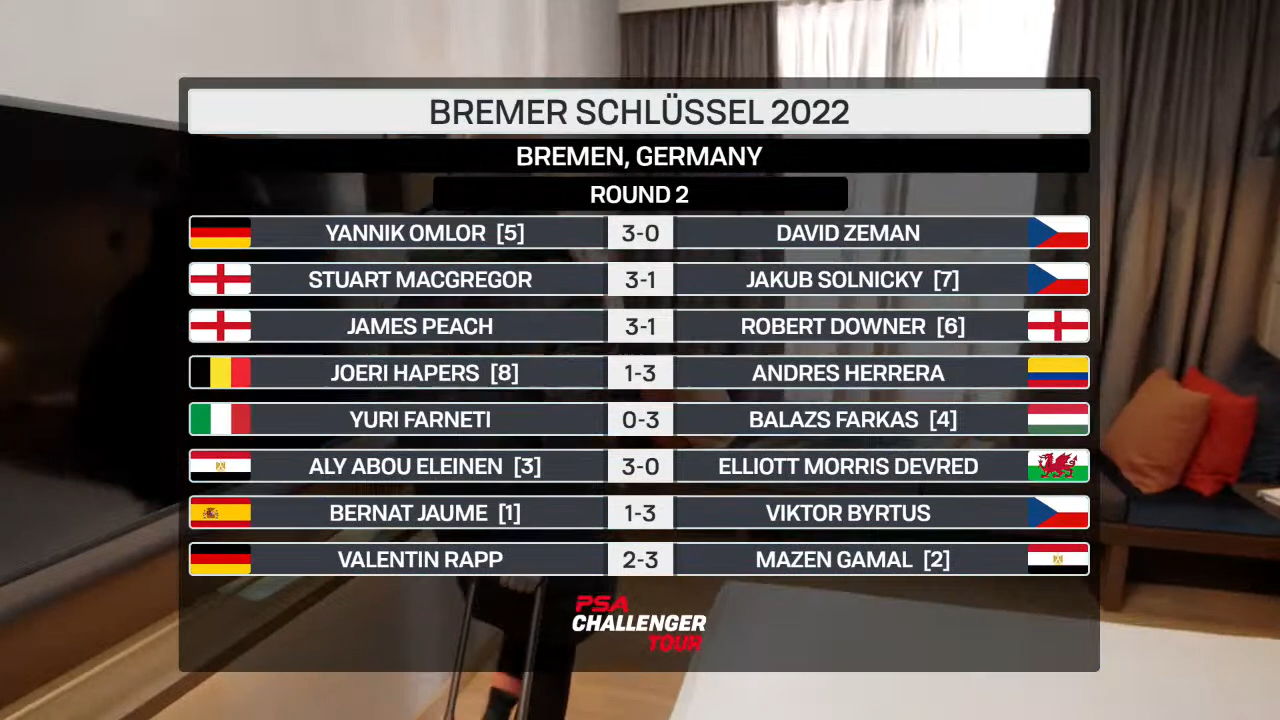 BREMER SCHLÜSSEL 2022
BREMEN, GERMANY
ROUND 2
YANNIK OMLOR [5] 3-0 DAVID ZEMAN
STUART MACGREGOR 3-1 JAKUB SOLNICKY [7]
JAMES PEACH 3-1 ROBERT DOWNER [6]
JOERI HAPERS [8] 1-3 ANDRES HERRERA
YURI FARNETI 0-3 BALAZS FARKAS [4]
ALY ABOU ELEINEN [3] 3-0 ELLIOTT MORRIS DEVRED
BERNAT JAUME [1] 1-3 VIKTOR BYRTUS
VALENTIN RAPP 2-3 MAZEN GAMAL [2]
PSA
CHALLENGER
TOUR